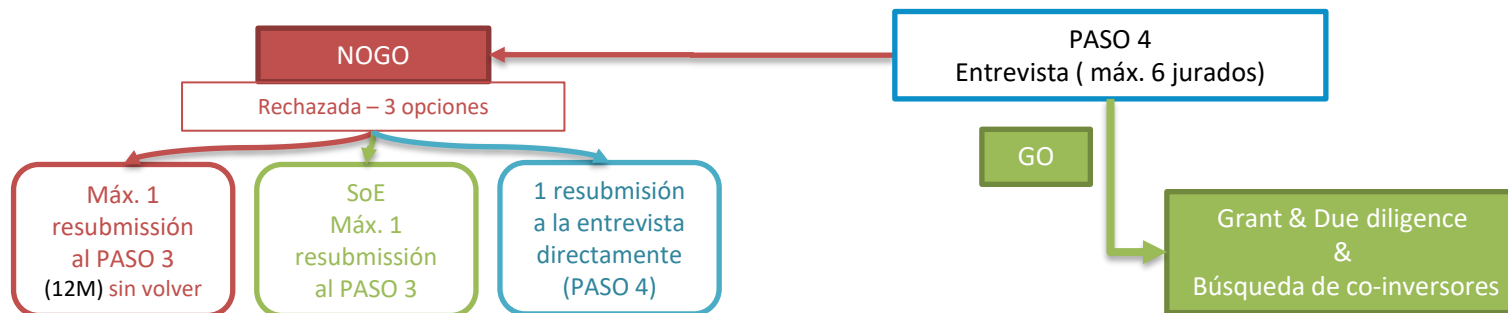 PASO 4
Entrevista ( máx. 6 jurados)
NOGO
Rechazada – 3 opciones
GO
Máx. 1
resubmissión
al PASO 3
(12M) sin volver
SoE
Máx. 1
resubmissión
al PASO 3
1 resubmisión
a la entrevista
directamente
(PASO 4)
Grant & Due diligence
&
Búsqueda de co-inversores